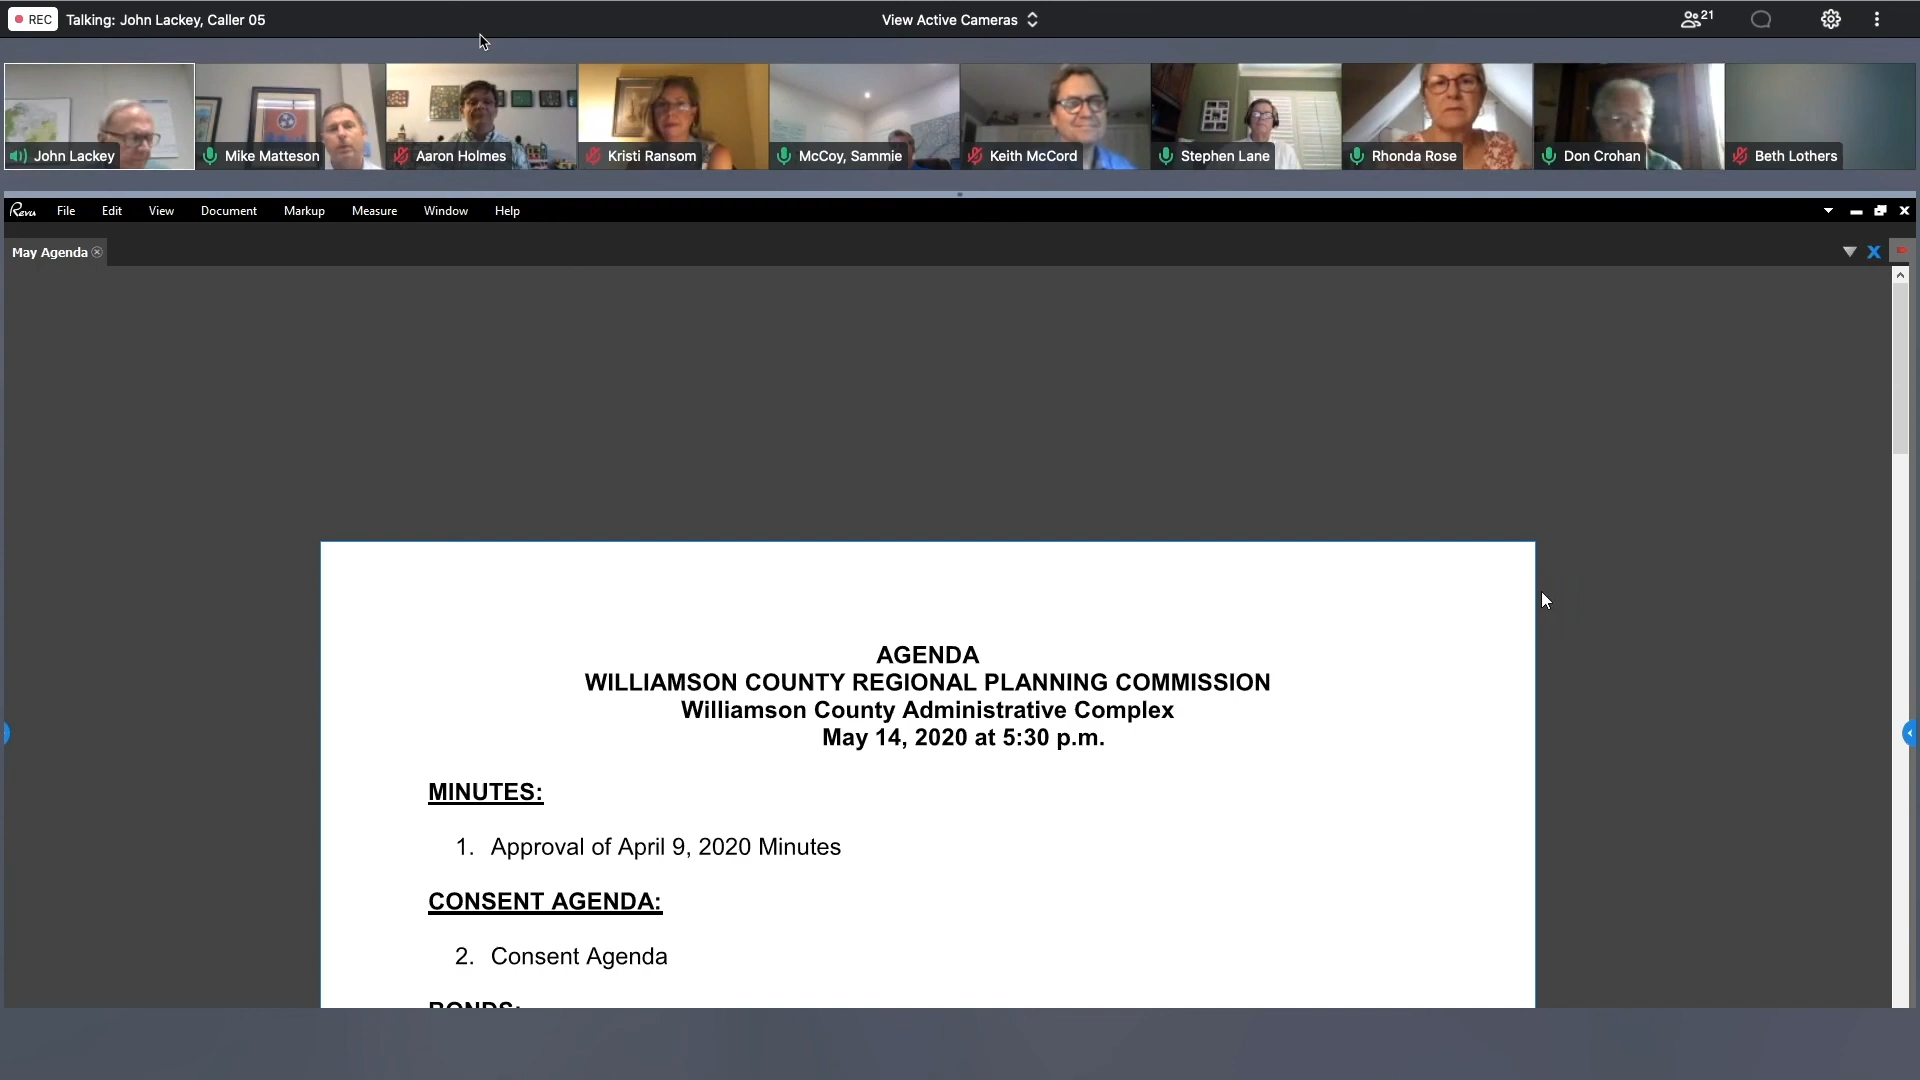 REC Talking: John Lackey, Caller 05 View Active Cameras 21
John Lackey Mike Matteson Aaron Holmes Kristi Ransom McCoy, Sammie Keith McCord Stephen Lane Rhonda Rose Don Crohan Beth Lothers
Revu File Edit View Document Markup Measure Window Help
May Agenda
AGENDA
WILLIAMSON COUNTY REGIONAL PLANNING COMMISSION
Williamson County Administrative Complex
May 14, 2020 at 5:30 p.m.
MINUTES:
1. Approval of April 9, 2020 Minutes
CONSENT AGENDA:
2. Consent Agenda
BONDS: